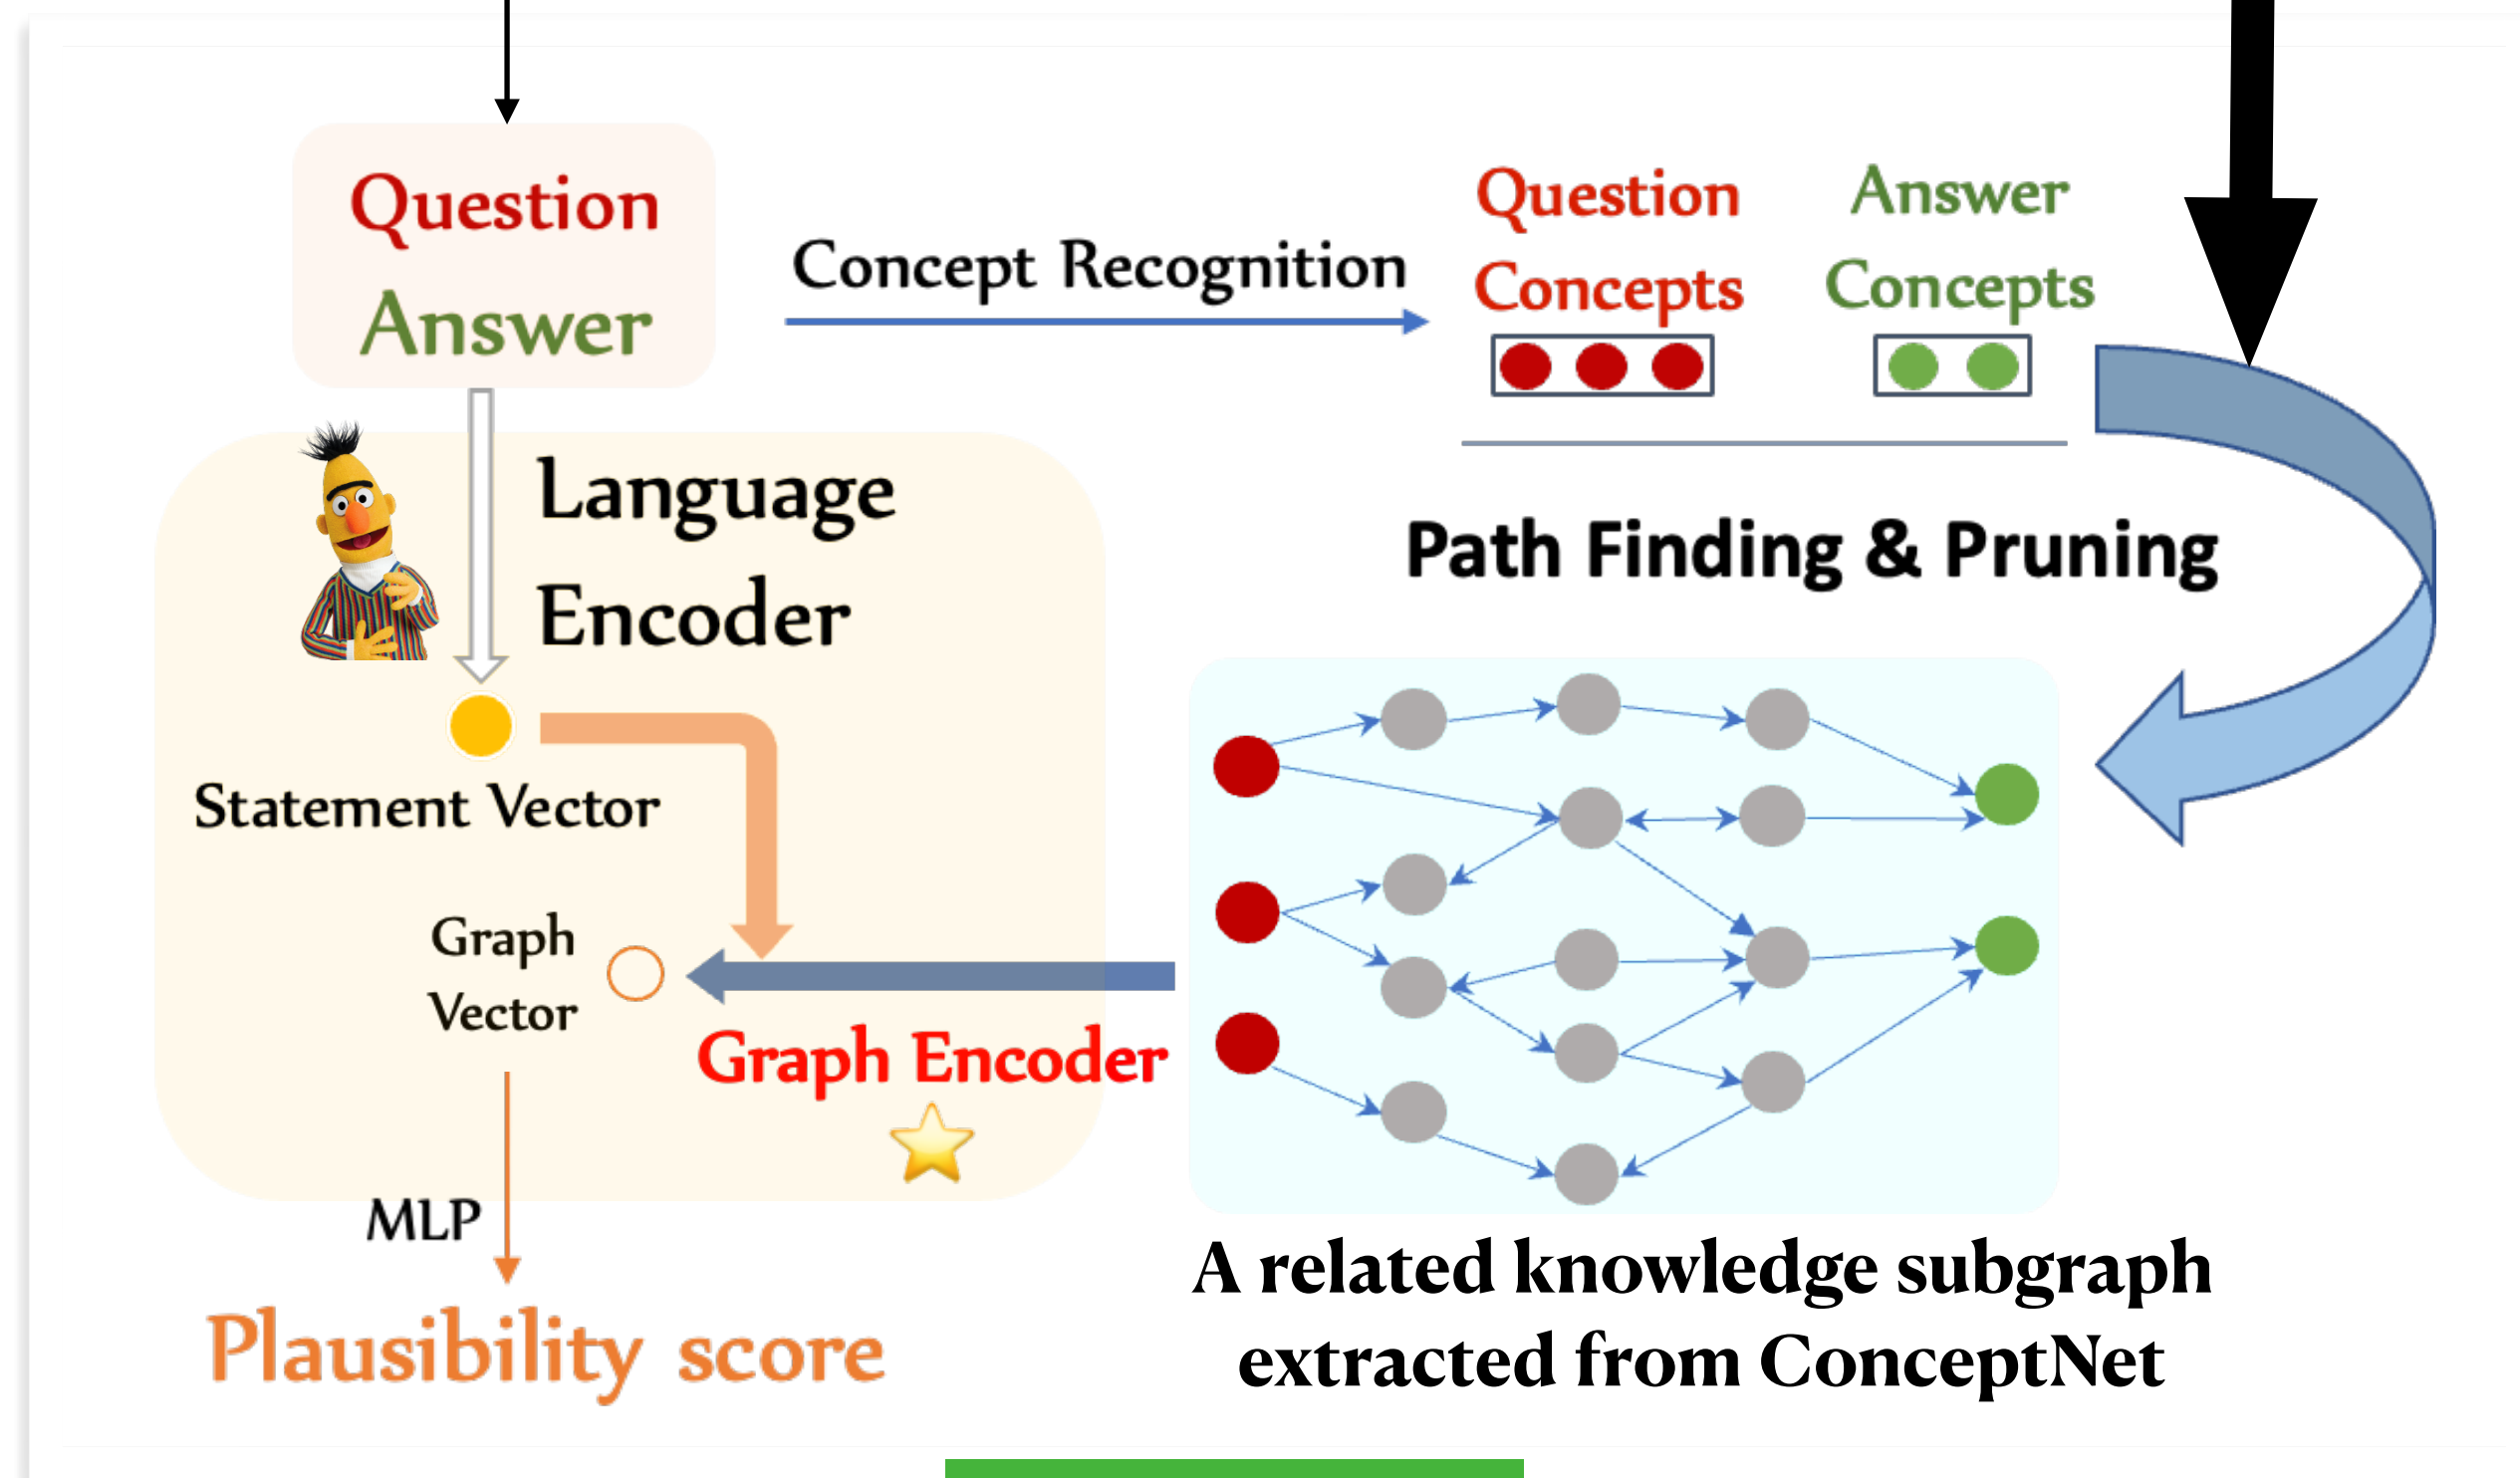 Question
Answer
Concept Recognition
Question
Concepts
Answer
Concepts
Language
Encoder
Path Finding & Pruning
Statement Vector
Graph
Vector
Graph Encoder
MLP
Plausibility score
A related knowledge subgraph
extracted from ConceptNet